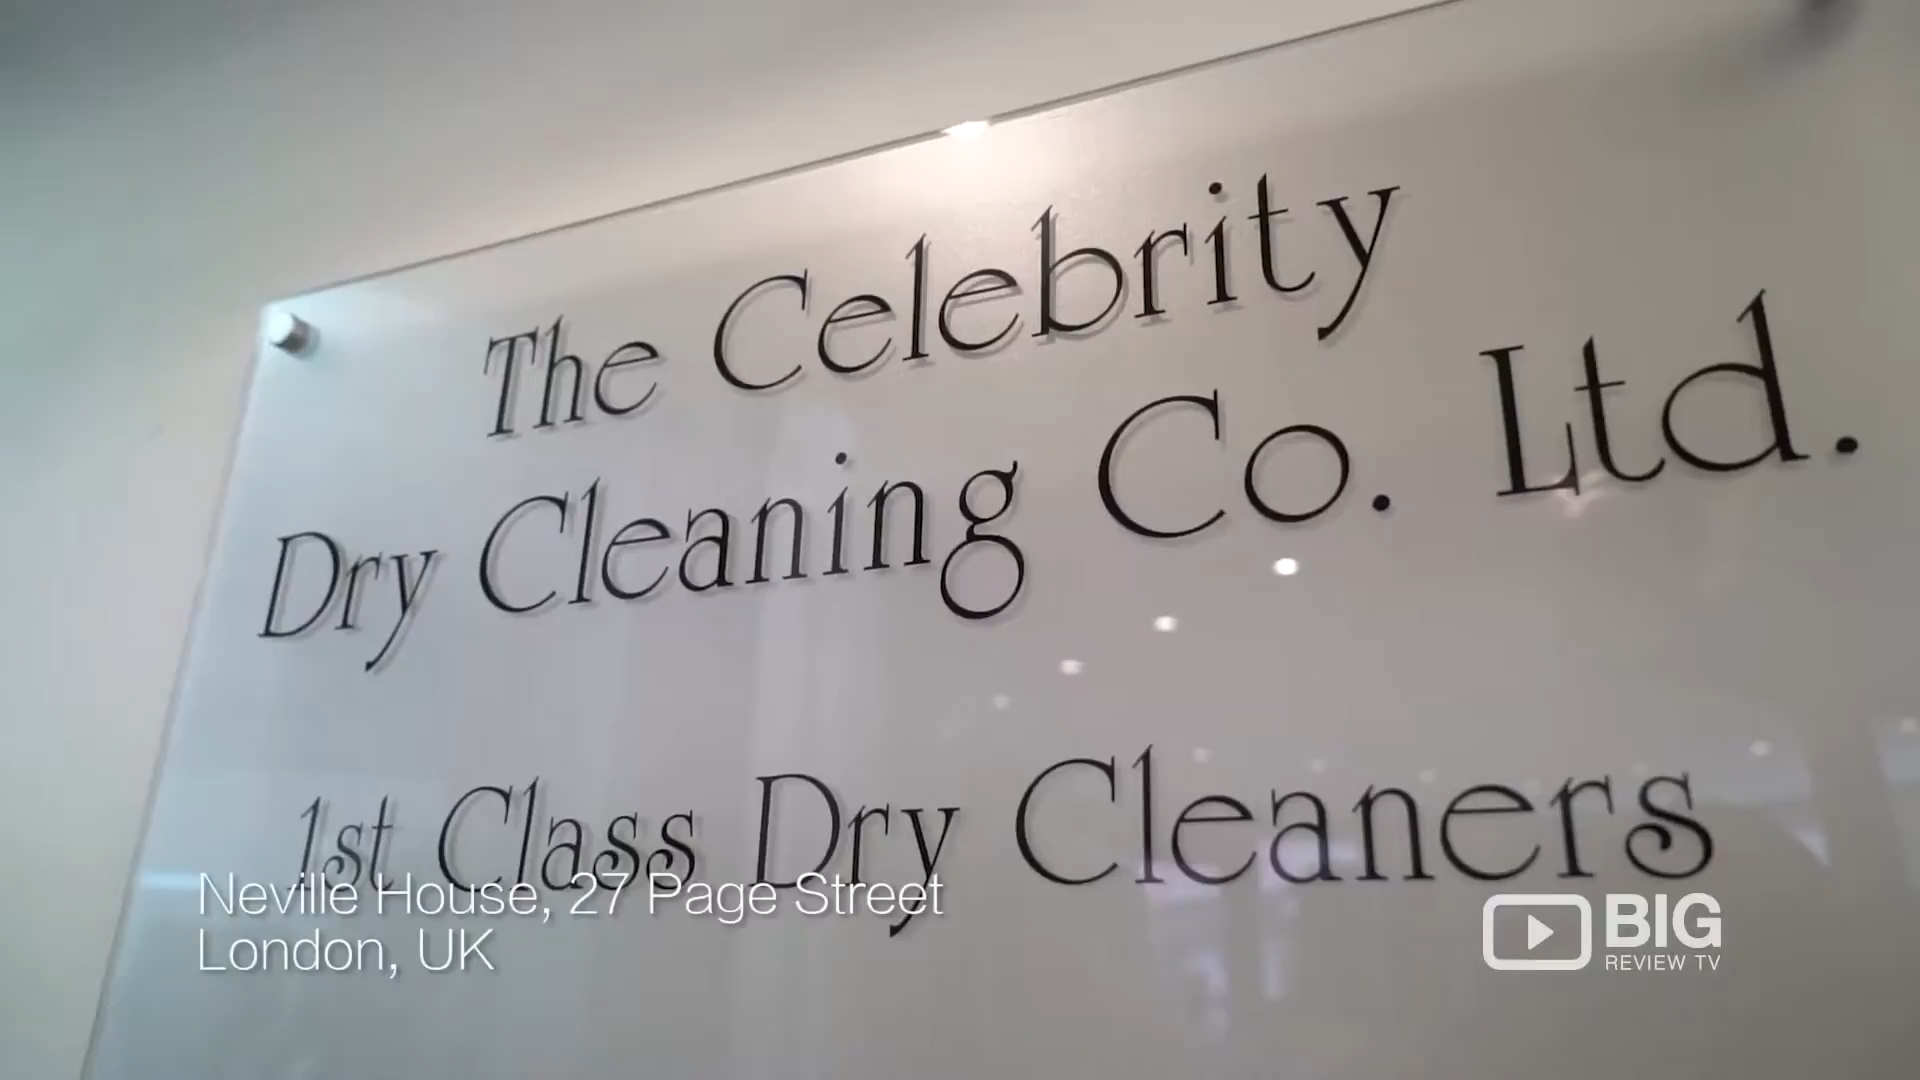 The Celebrity
Dry Cleaning Co. Ltd.
1st Class Dry Cleaners
Neville House, 27 Page Street
London, UK
BIG
REVIEW TV